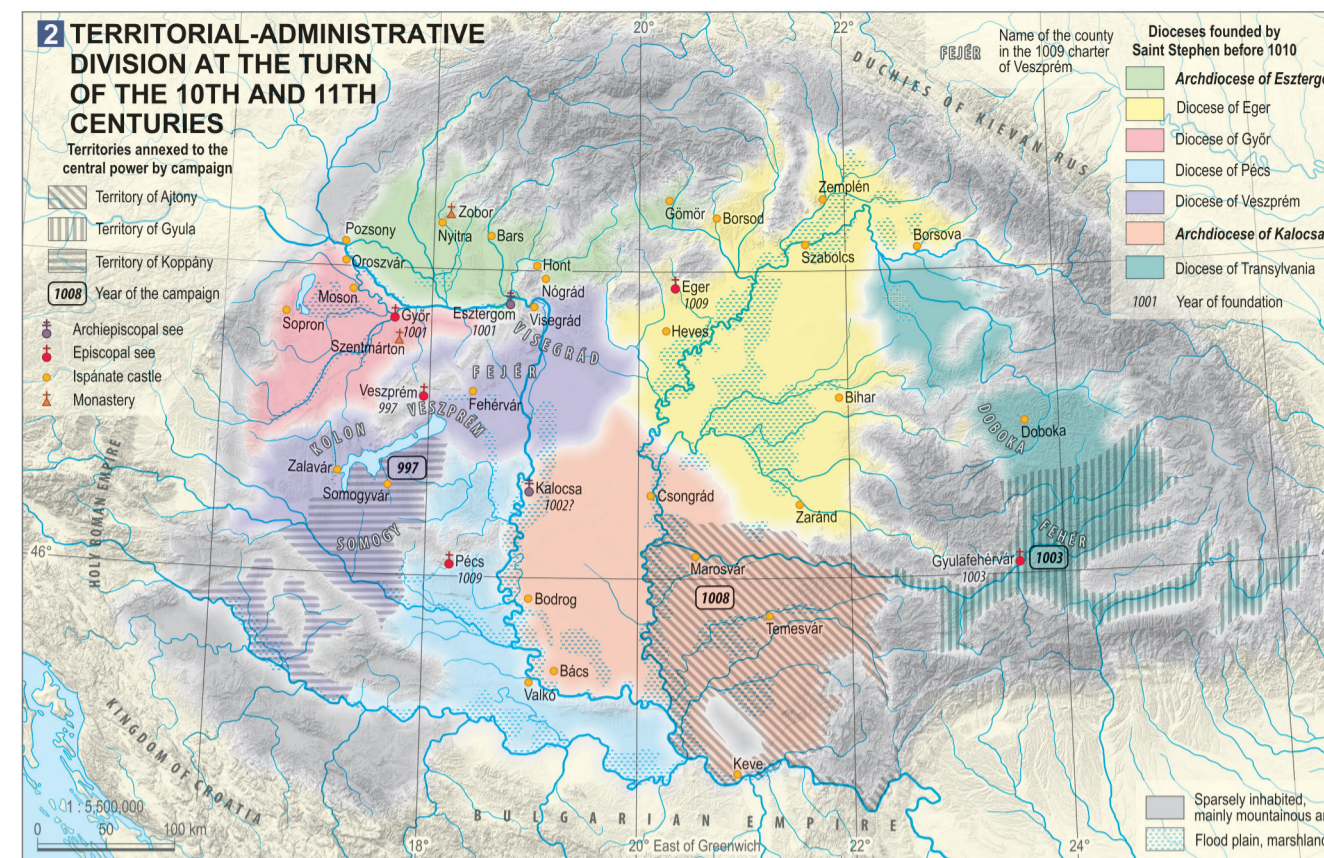 2 TERRITORIAL-ADMINISTRATIVE
DIVISION AT THE TURN
OF THE 10TH AND 11TH
CENTURIES
Territories annexed to the
central power by campaign
Territory of Ajtony
Territory of Gyula
Territory of Koppány
1008 Year of the campaign
Archiepiscopal see
Episcopal see
Ispánate castle
Monastery
FEJÉR
Name of the county
in the 1009 charter
of Veszprém
Dioceses founded by
Saint Stephen before 1010
Archdiocese of Eszterg
Diocese of Eger
Diocese of Győr
Diocese of Pécs
Diocese of Veszprém
Archdiocese of Kalocsa
Diocese of Transylvania
1001 Year of foundation
20°
22°
DUCHIES OF KIEVAN RUS
Zobor
Nyitra
Bars
Pozsony
Oroszvár
Moson
Sopron
Győr
1001
Szentmárton
Esztergom
1001
Hont
Nógrád
Visegrád
VISEGRÁD
Gömör
Borsod
Zemplén
Szabolcs
Borsova
Eger
1009
Heves
FEJÉR
Veszprém
997
VESZPRÉM
Fehérvár
KOLON
Zalavár
997
Somogyvár
SOMOGY
Kalocsa
1002?
Csongrád
Bihar
Zaránd
DOBOKA
Doboka
FEHÉR
Gyulafehérvár
1003
1003
HOLY ROMAN EMPIRE
46°
Pécs
1009
Marosvár
1008
Temesvár
Bodrog
Bács
Valkó
Keve
KINGDOM OF CROATIA
BULGARIAN EMPIRE
1 : 5,500,000
0 50 100 km
18°
20° East of Greenwich
22°
24°
Sparsely inhabited,
mainly mountainous ar
Flood plain, marshland